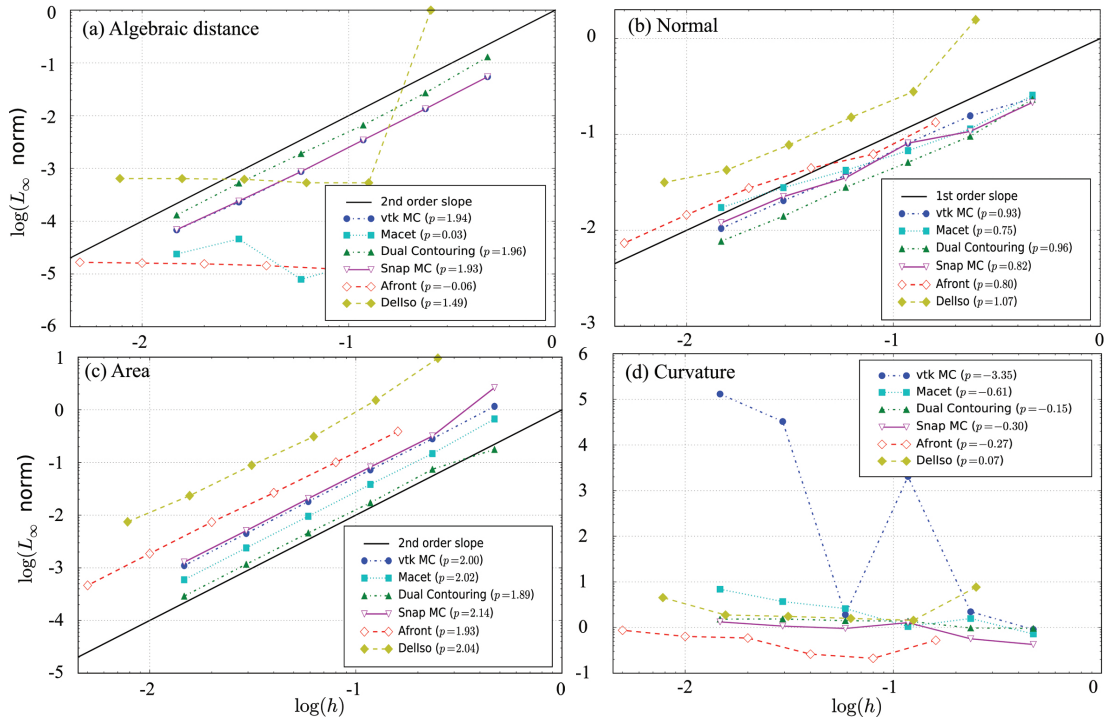 (a) Algebraic distance
0
-1
-2
-3
-4
-5
-6
log(L∞ norm)
-2
-1
0
2nd order slope
vtk MC (p=1.94)
Macet (p=0.03)
Dual Contouring (p=1.96)
Snap MC (p=1.93)
Afront (p=−0.06)
DelIso (p=1.49)
(b) Normal
0
-1
-2
-3
-2
-1
0
1st order slope
vtk MC (p=0.93)
Macet (p=0.75)
Dual Contouring (p=0.96)
Snap MC (p=0.82)
Afront (p=0.80)
DelIso (p=1.07)
(c) Area
1
0
-1
-2
-3
-4
-5
log(L∞ norm)
-2
-1
0
log(h)
2nd order slope
vtk MC (p=2.00)
Macet (p=2.02)
Dual Contouring (p=1.89)
Snap MC (p=2.14)
Afront (p=1.93)
DelIso (p=2.04)
(d) Curvature
6
5
4
3
2
1
0
-1
-2
-1
0
log(h)
vtk MC (p=−3.35)
Macet (p=−0.61)
Dual Contouring (p=−0.15)
Snap MC (p=−0.30)
Afront (p=−0.27)
DelIso (p=0.07)